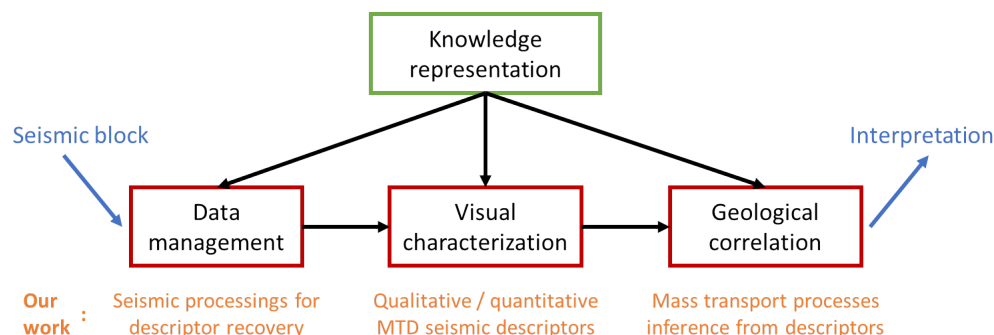 Knowledge
representation
Seismic block
Interpretation
Data
management
Visual
characterization
Geological
correlation
Our
work :
Seismic processings for
descriptor recovery
Qualitative / quantitative
MTD seismic descriptors
Mass transport processes
inference from descriptors